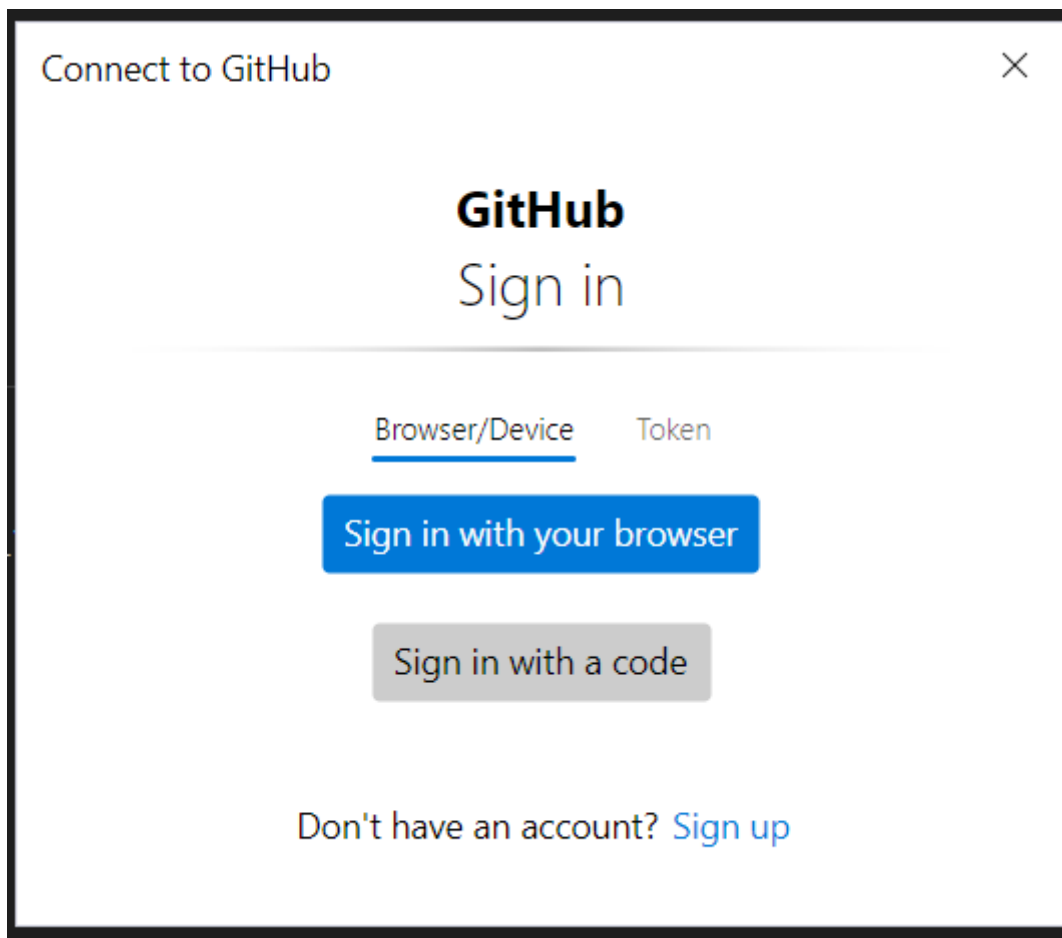 Connect to GitHub
GitHub
Sign in
Browser/Device Token
Sign in with your browser
Sign in with a code
Don't have an account? Sign up